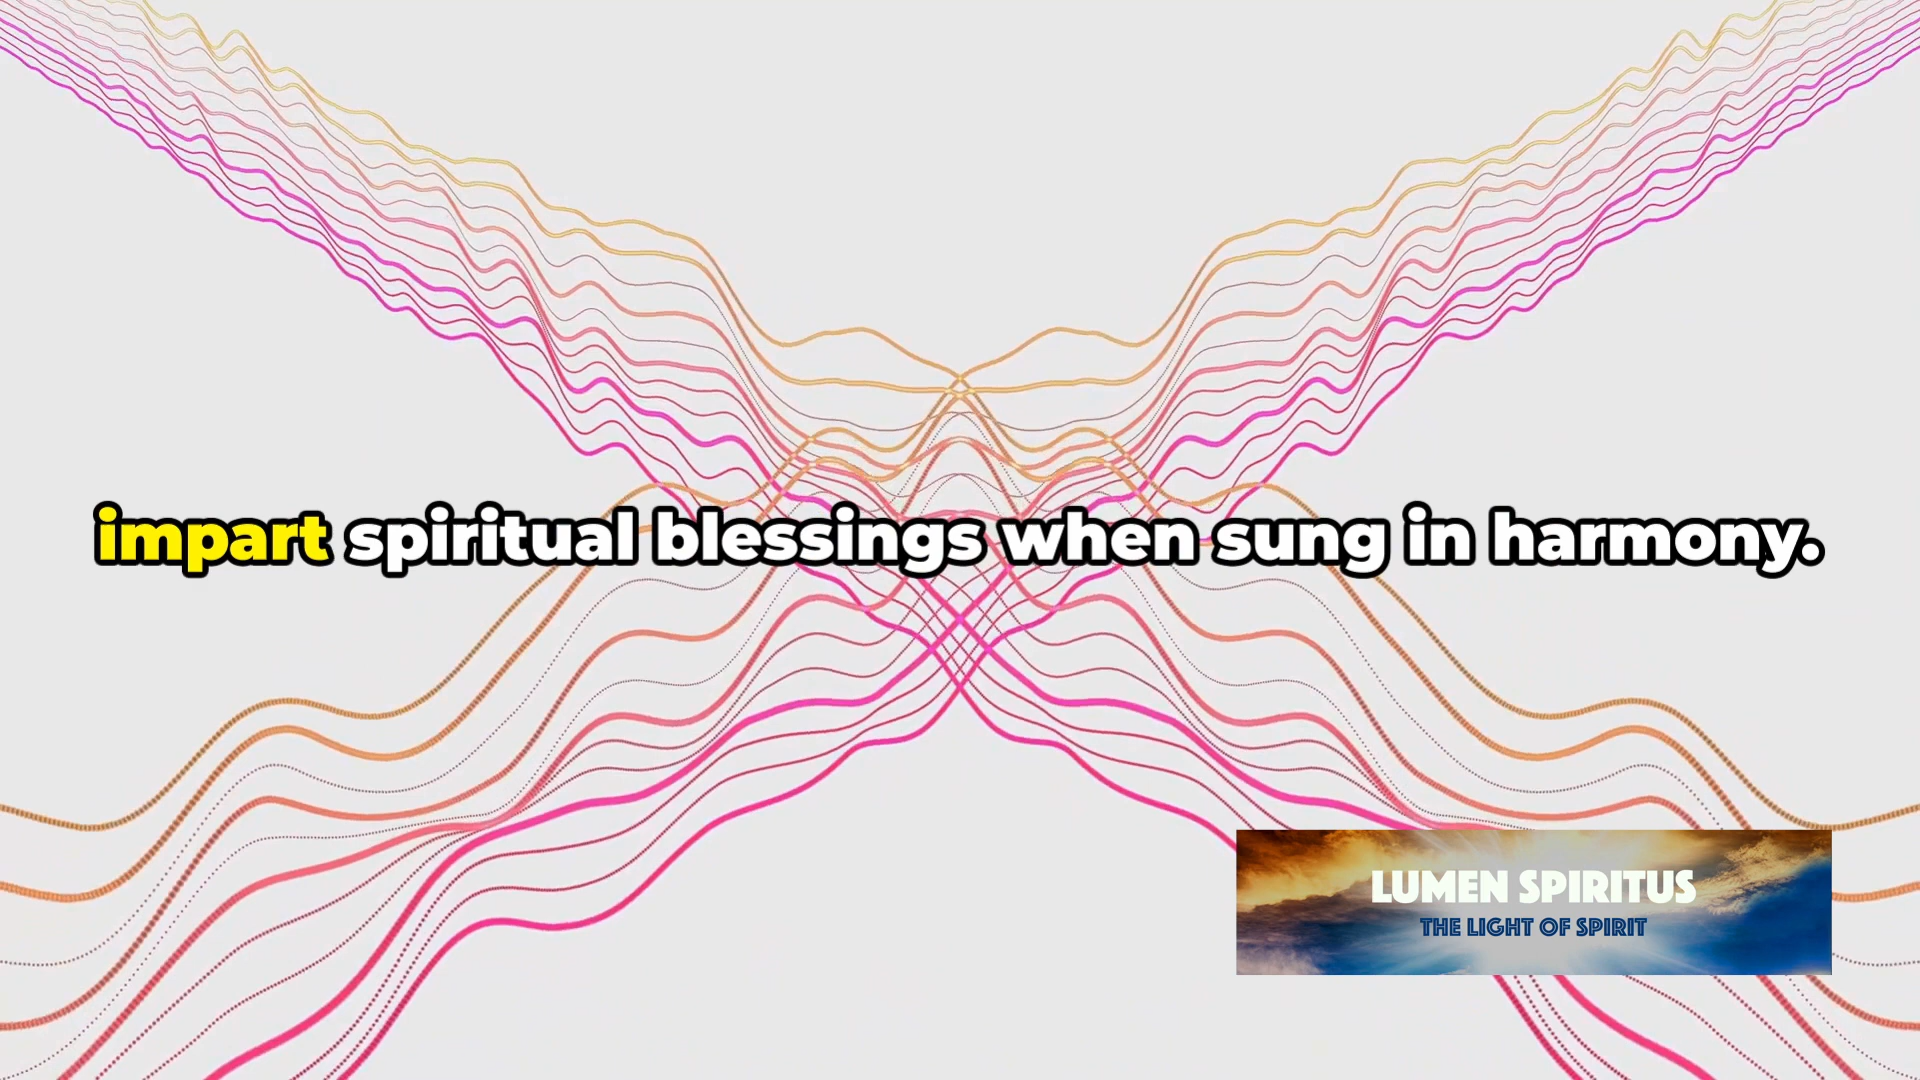 impart spiritual blessings when sung in harmony.
LUMEN SPIRITUS
THE LIGHT OF SPIRIT